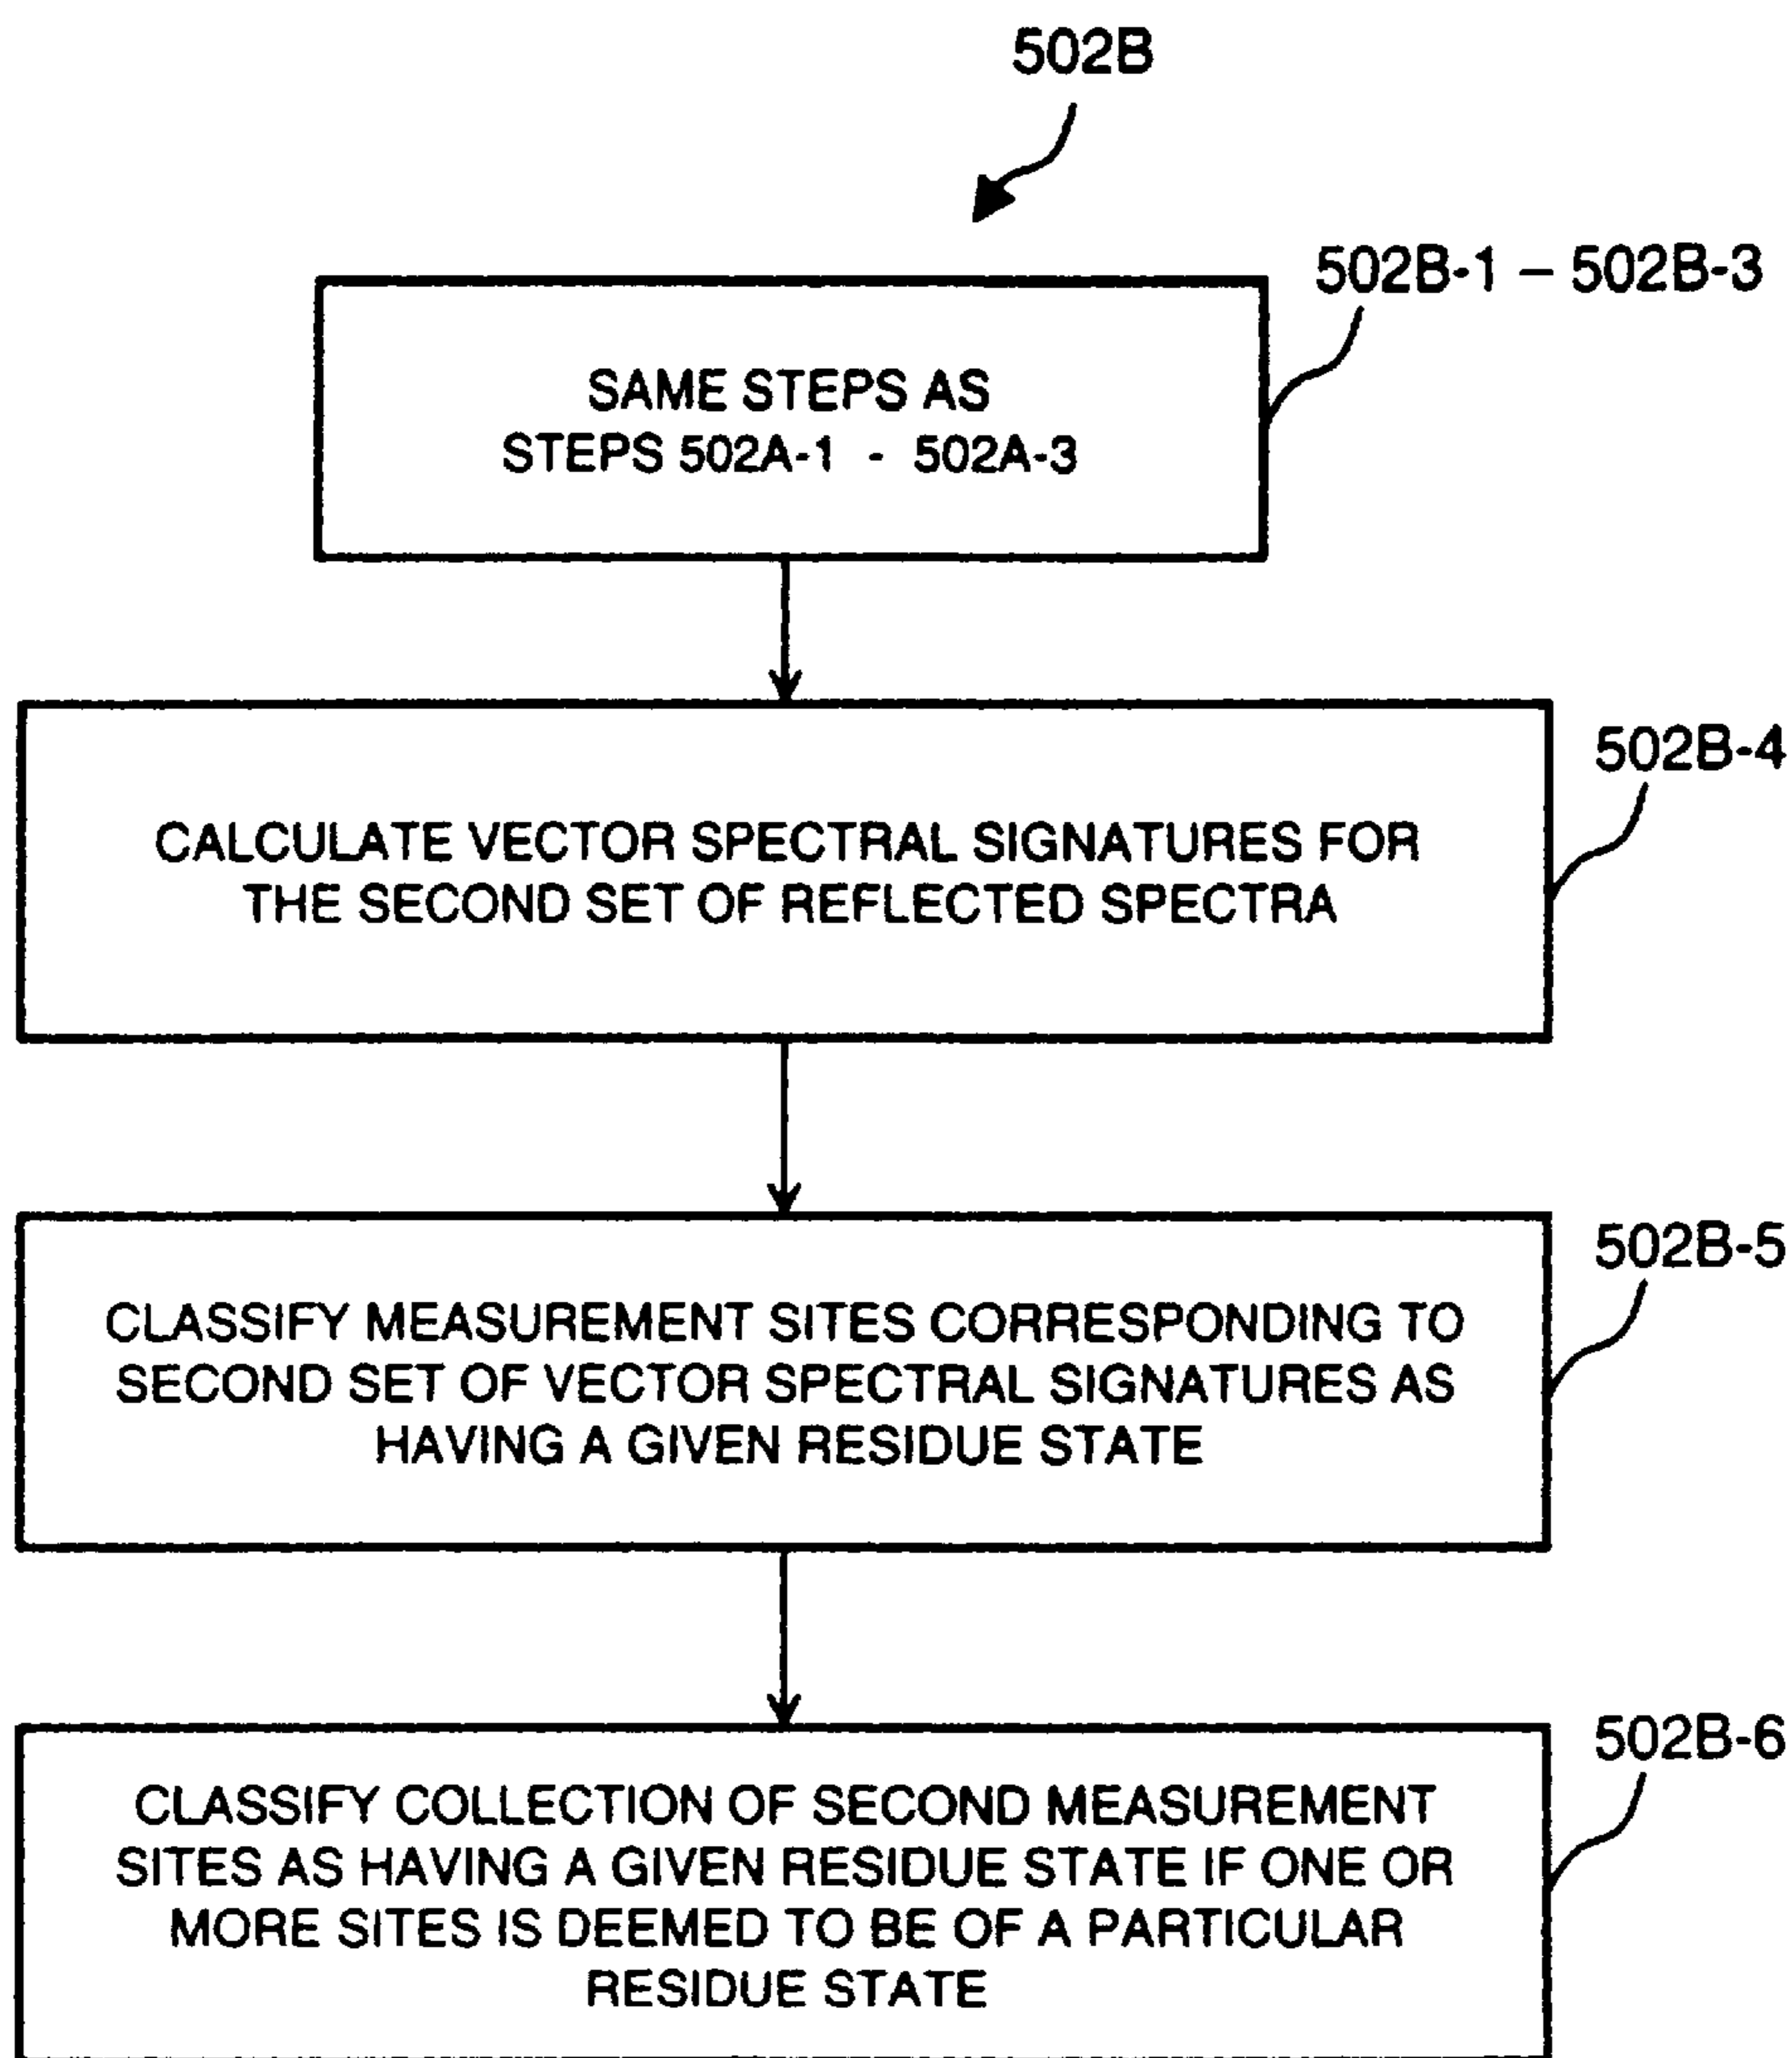 502B
502B-1 – 502B-3
SAME STEPS AS
STEPS 502A-1 - 502A-3
502B-4
CALCULATE VECTOR SPECTRAL SIGNATURES FOR
THE SECOND SET OF REFLECTED SPECTRA
502B-5
CLASSIFY MEASUREMENT SITES CORRESPONDING TO
SECOND SET OF VECTOR SPECTRAL SIGNATURES AS
HAVING A GIVEN RESIDUE STATE
502B-6
CLASSIFY COLLECTION OF SECOND MEASUREMENT
SITES AS HAVING A GIVEN RESIDUE STATE IF ONE OR
MORE SITES IS DEEMED TO BE OF A PARTICULAR
RESIDUE STATE